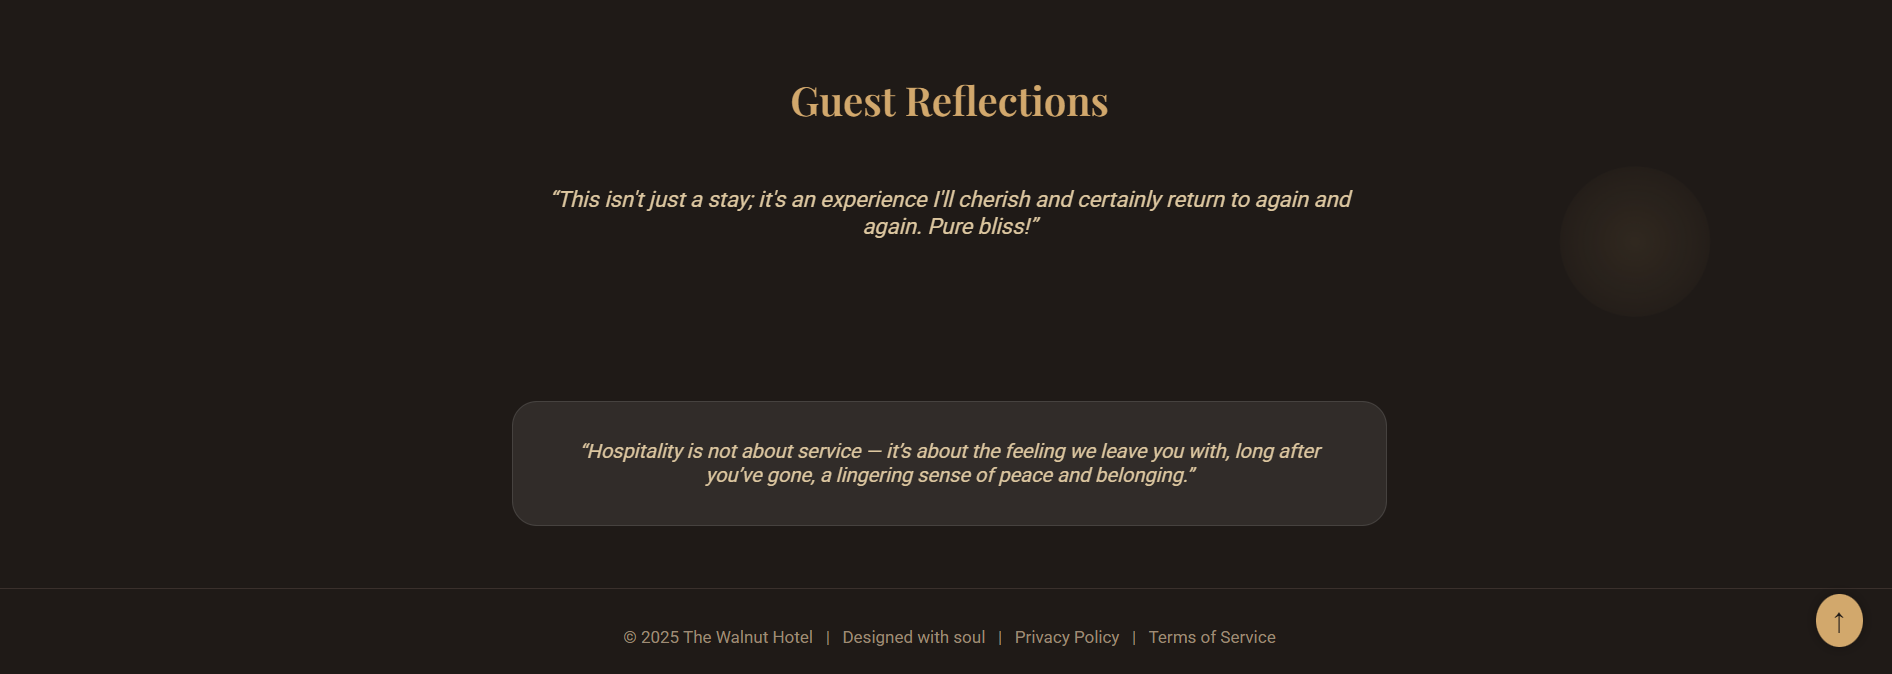 Guest Reflections
“This isn't just a stay; it's an experience I'll cherish and certainly return to again and
again. Pure bliss!”
“Hospitality is not about service — it’s about the feeling we leave you with, long after
you’ve gone, a lingering sense of peace and belonging.”
© 2025 The Walnut Hotel | Designed with soul | Privacy Policy | Terms of Service
↑